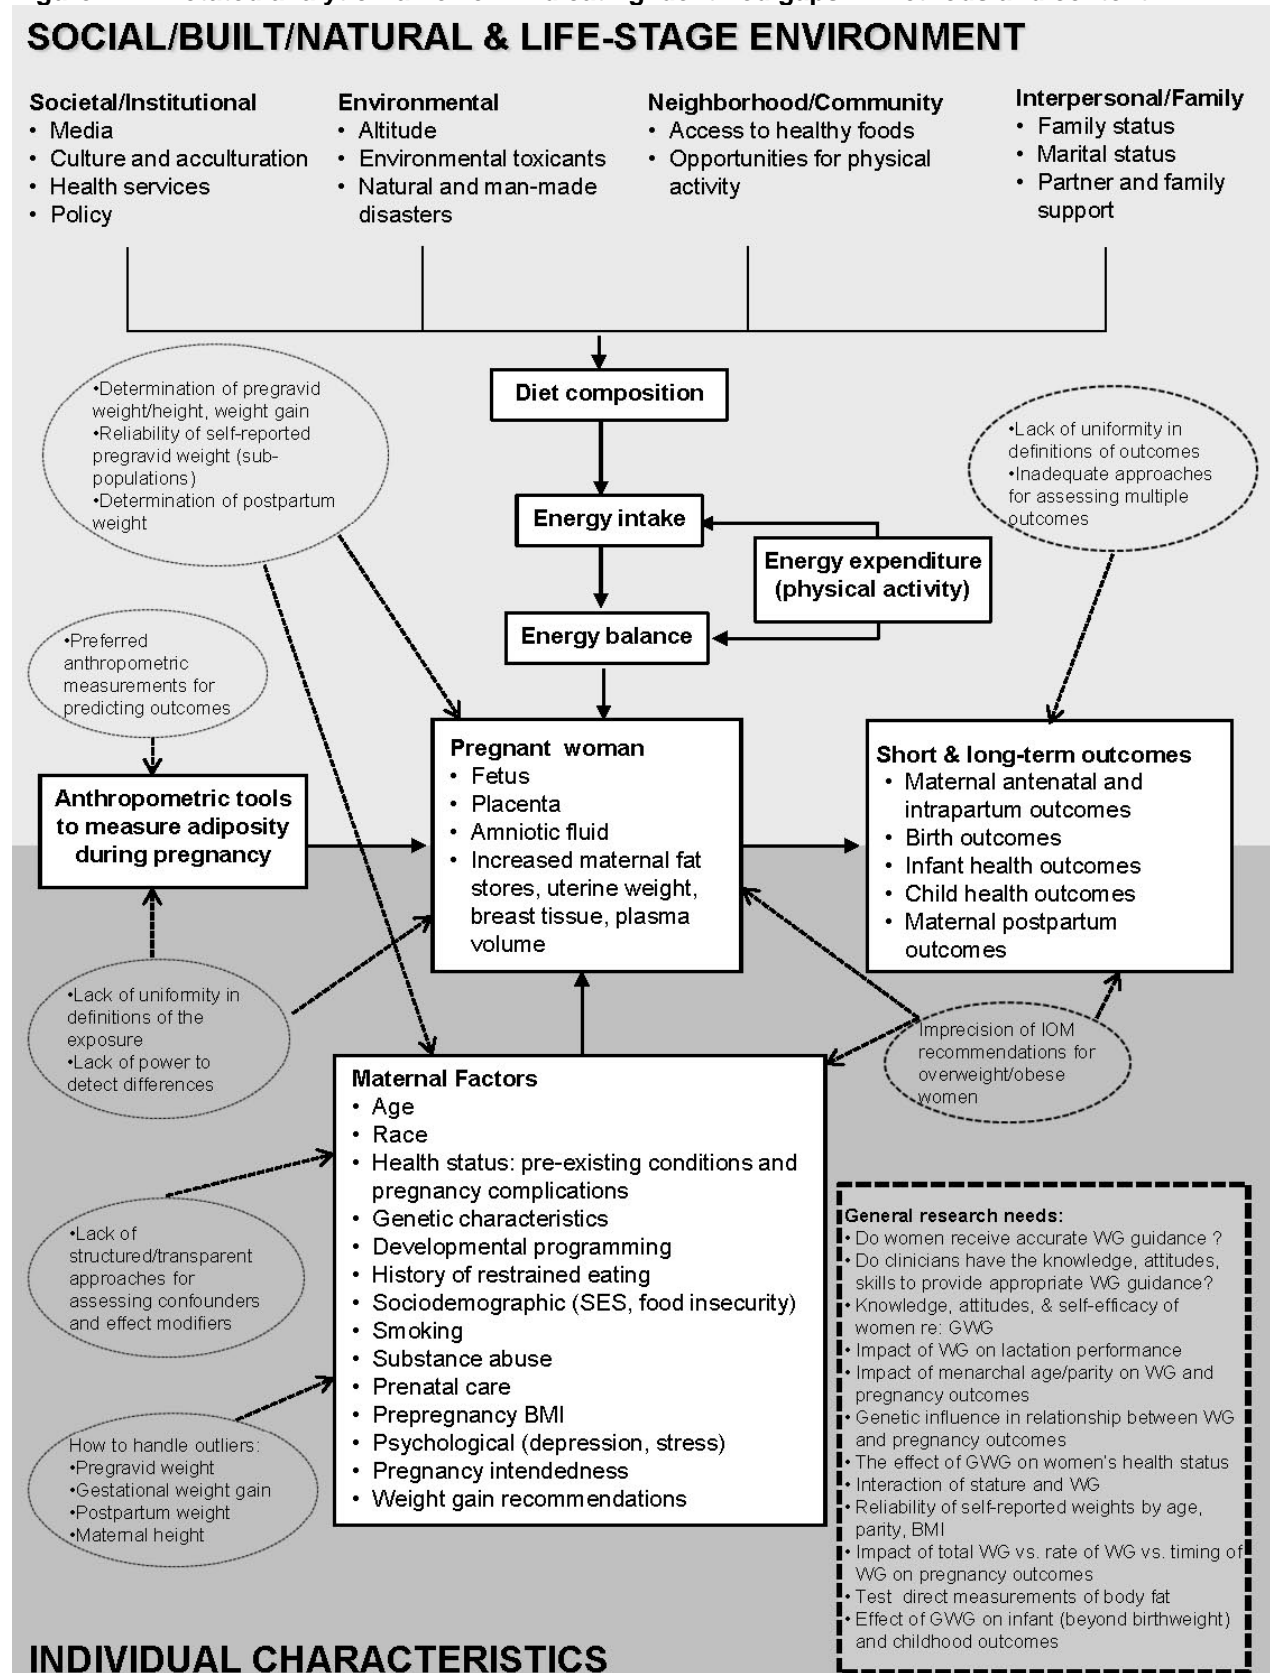 SOCIAL/BUILT/NATURAL & LIFE-STAGE ENVIRONMENT
Societal/Institutional
• Media
• Culture and acculturation
• Health services
• Policy
Environmental
• Altitude
• Environmental toxicants
• Natural and man-made
disasters
Neighborhood/Community
• Access to healthy foods
• Opportunities for physical
activity
Interpersonal/Family
• Family status
• Marital status
• Partner and family
support
•Determination of pregravid
weight/height, weight gain
•Reliability of self-reported
pregravid weight (sub-
populations)
•Determination of postpartum
weight
Diet composition
•Lack of uniformity in
definitions of outcomes
•Inadequate approaches
for assessing multiple
outcomes
Energy intake
Energy expenditure
(physical activity)
Energy balance
•Preferred
anthropometric
measurements for
predicting outcomes
Anthropometric tools
to measure adiposity
during pregnancy
Pregnant woman
• Fetus
• Placenta
• Amniotic fluid
• Increased maternal fat
stores, uterine weight,
breast tissue, plasma
volume
Short & long-term outcomes
• Maternal antenatal and
intrapartum outcomes
• Birth outcomes
• Infant health outcomes
• Child health outcomes
• Maternal postpartum
outcomes
•Lack of uniformity in
definitions of the
exposure
•Lack of power to
detect differences
Imprecision of IOM
recommendations for
overweight/obese
women
Maternal Factors
• Age
• Race
• Health status: pre-existing conditions and
pregnancy complications
• Genetic characteristics
• Developmental programming
• History of restrained eating
• Sociodemographic (SES, food insecurity)
• Smoking
• Substance abuse
• Prenatal care
• Prepregnancy BMI
• Psychological (depression, stress)
• Pregnancy intendedness
• Weight gain recommendations
•Lack of
structured/transparent
approaches for
assessing confounders
and effect modifiers
How to handle outliers:
•Pregravid weight
•Gestational weight gain
•Postpartum weight
•Maternal height
General research needs:
• Do women receive accurate WG guidance ?
• Do clinicians have the knowledge, attitudes,
skills to provide appropriate WG guidance?
• Knowledge, attitudes, & self-efficacy of
women re: GWG
• Impact of WG on lactation performance
• Impact of menarchal age/parity on WG and
pregnancy outcomes
• Genetic influence in relationship between WG
and pregnancy outcomes
• The effect of GWG on women's health status
• Interaction of stature and WG
• Reliability of self-reported weights by age,
parity, BMI
• Impact of total WG vs. rate of WG vs. timing of
WG on pregnancy outcomes
• Test direct measurements of body fat
• Effect of GWG on infant (beyond birthweight)
and childhood outcomes
INDIVIDUAL CHARACTERISTICS